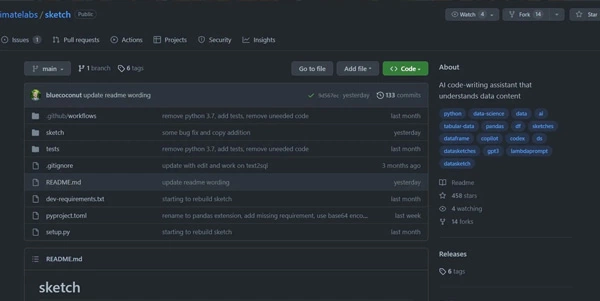 imatelabs / sketch Public
Watch 4 Fork 14 Star
Issues 1 Pull requests Actions Projects Security Insights
main 1 branch 6 tags Go to file Add file Code
About
bluecoconut update readme wording yesterday 133 commits
AI code-writing assistant that
understands data content
.github/workflows remove python 3.7, add tests, remove uneeded code last month
sketch some bug fix and copy addition yesterday
tests remove python 3.7, add tests, remove uneeded code last month
.gitignore update with edit and work on text2sql 3 months ago
README.md update readme wording yesterday
dev-requirements.txt starting to rebuild sketch last month
pyproject.toml rename to pandas extension, add missing requirement, use base64 enco... last week
setup.py starting to rebuild sketch last month
python data-science data ai
tabular-data pandas df sketches
dataframe copilot codex ds
datasketches gpt3 lambdaprompt
datasketch
Readme
458 stars
4 watching
14 forks
Releases
6 tags
README.md
sketch